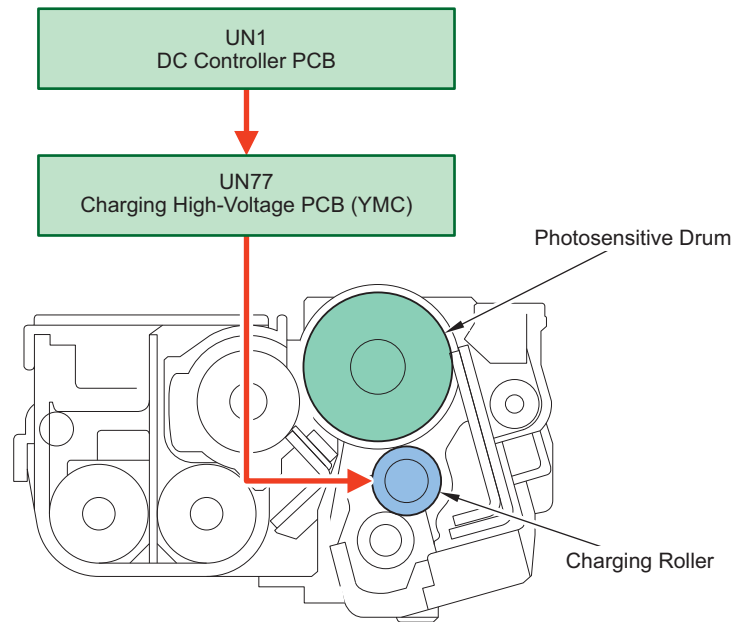 UN1
DC Controller PCB
UN77
Charging High-Voltage PCB (YMC)
Photosensitive Drum
Charging Roller